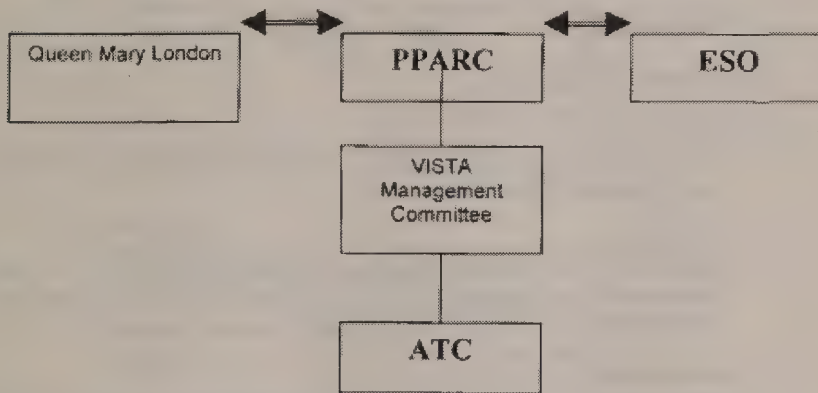 Queen Mary London
PPARC
ESO
VISTA
Management
Committee
ATC